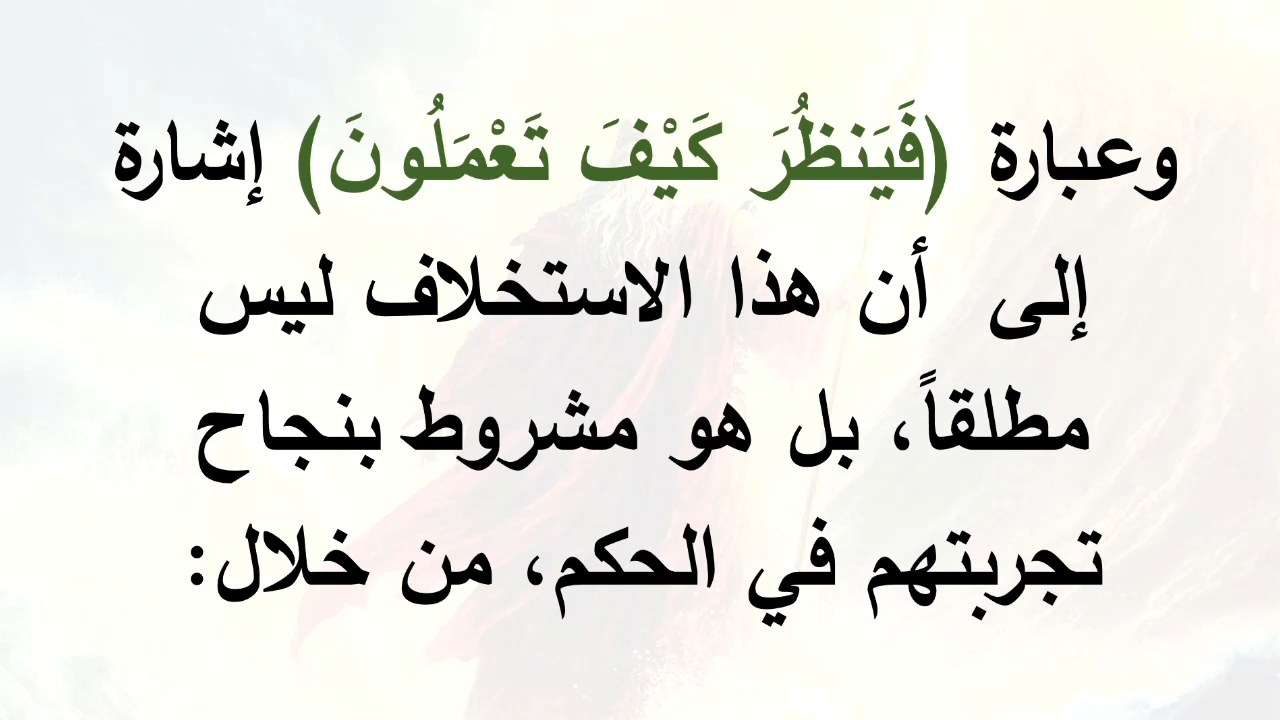 وعبارة (فَيَنظُرَ كَيْفَ تَعْمَلُونَ) إشارة
إلى أن هذا الاستخلاف ليس
مطلقاً، بل هو مشروط بنجاح
تجربتهم في الحكم، من خلال: